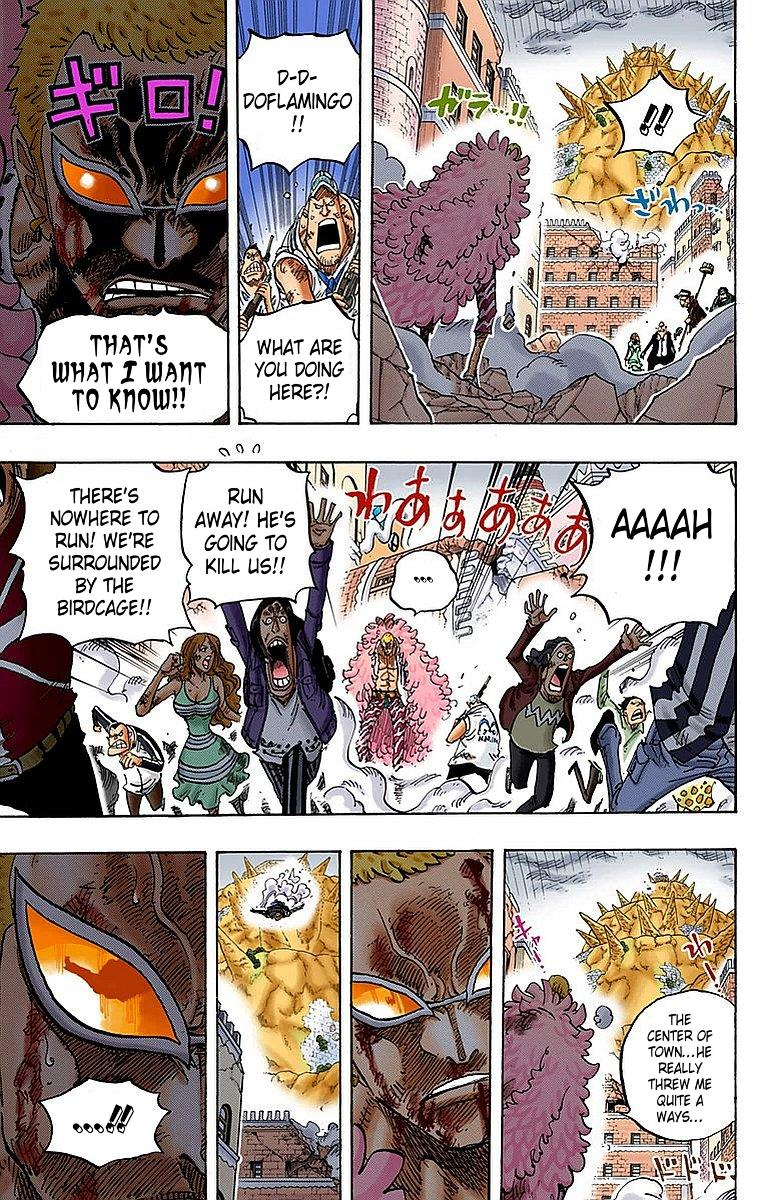 !!
ガラ…!!
ざわっ…
D-D-
DOFLAMINGO
!!
WHAT ARE
YOU DOING
HERE?!
ギロ!
THAT'S
WHAT I WANT
TO KNOW!!
AAAAH
!!!
わあぁあああ
...
RUN
AWAY! HE'S
GOING TO
KILL US!!
THERE'S
NOWHERE TO
RUN! WE'RE
SURROUNDED
BY THE
BIRDCAGE!!
THE
CENTER OF
TOWN...HE
REALLY
THREW ME
QUITE A
WAYS...
...!!